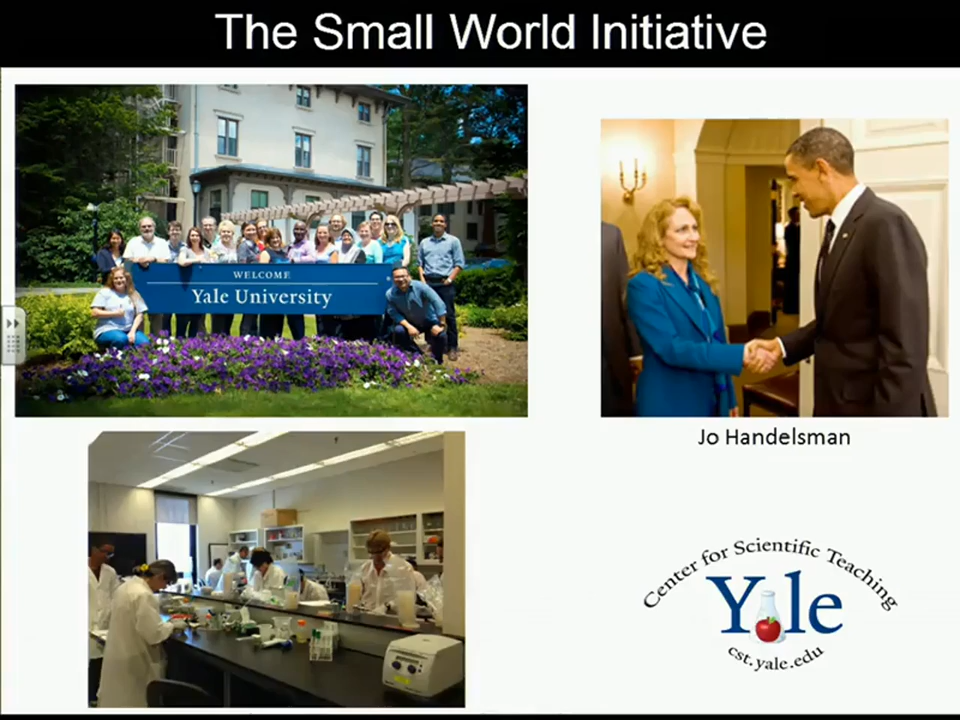 The Small World Initiative
WELCOME
Yale University
Jo Handelsman
Center for Scientific Teaching
Yale
cst.yale.edu